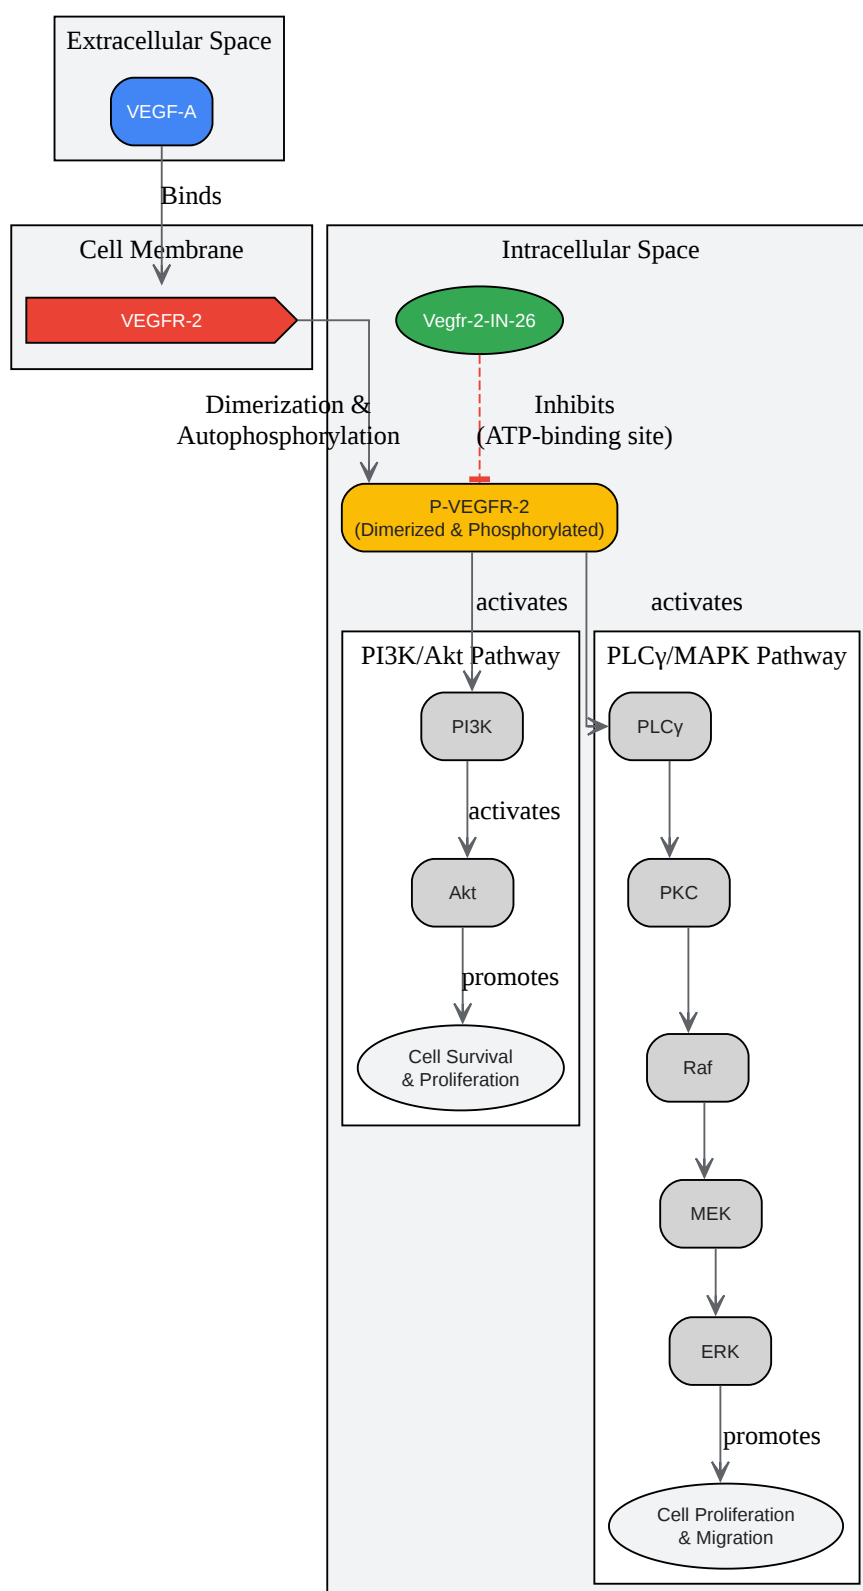 Extracellular Space
VEGF-A
Binds
Cell Membrane
VEGFR-2
Intracellular Space
Vegfr-2-IN-26
Dimerization &
Autophosphorylation
Inhibits
(ATP-binding site)
P-VEGFR-2
(Dimerized & Phosphorylated)
activates
activates
PI3K/Akt Pathway
PI3K
activates
Akt
promotes
Cell Survival
& Proliferation
PLCγ/MAPK Pathway
PLCγ
PKC
Raf
MEK
ERK
promotes
Cell Proliferation
& Migration